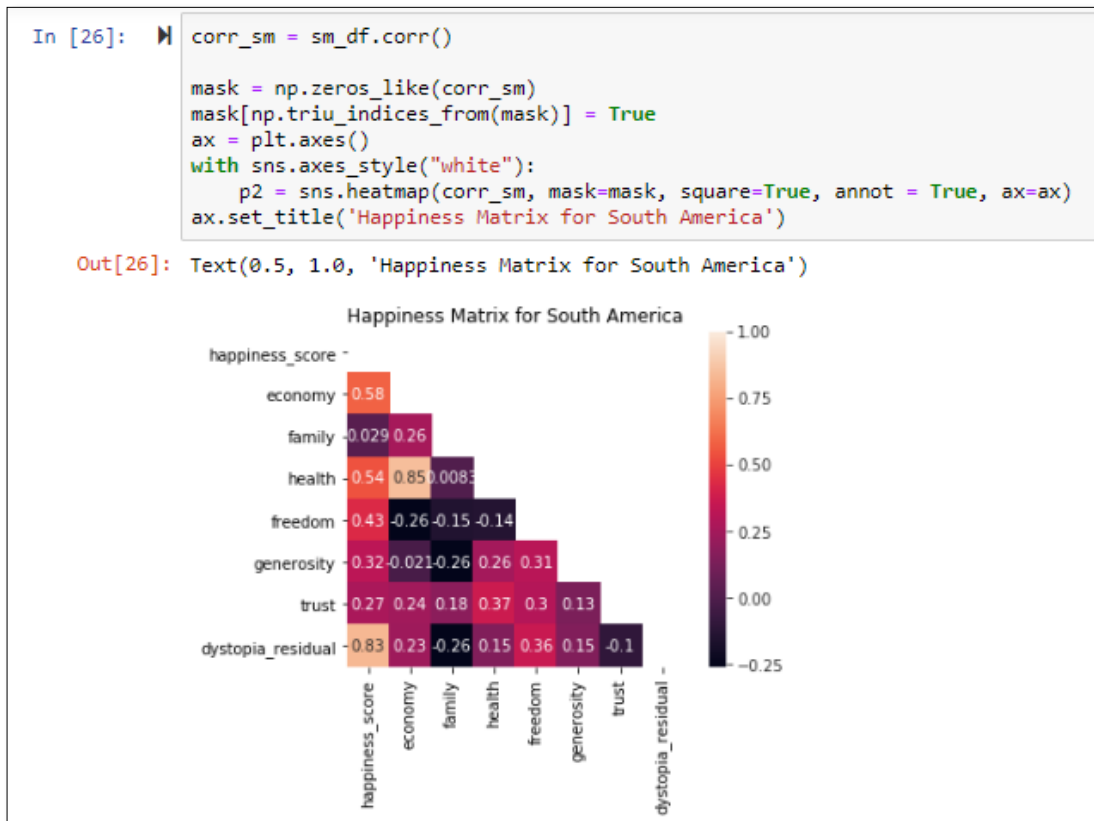 In [26]:
corr_sm = sm_df.corr()
mask = np.zeros_like(corr_sm)
mask[np.triu_indices_from(mask)] = True
ax = plt.axes()
with sns.axes_style("white"):
    p2 = sns.heatmap(corr_sm, mask=mask, square=True, annot = True, ax=ax)
ax.set_title('Happiness Matrix for South America')
Out[26]: Text(0.5, 1.0, 'Happiness Matrix for South America')
Happiness Matrix for South America
happiness_score
economy 0.58
family 0.029 0.26
health 0.54 0.85 0.0083
freedom 0.43 -0.26 -0.15 -0.14
generosity 0.32 -0.021 -0.26 0.26 0.31
trust 0.27 0.24 0.18 0.37 0.3 0.13
dystopia_residual 0.83 0.23 -0.26 0.15 0.36 0.15 -0.1
happiness_score
economy
family
health
freedom
generosity
trust
dystopia_residual
1.00
0.75
0.50
0.25
0.00
-0.25